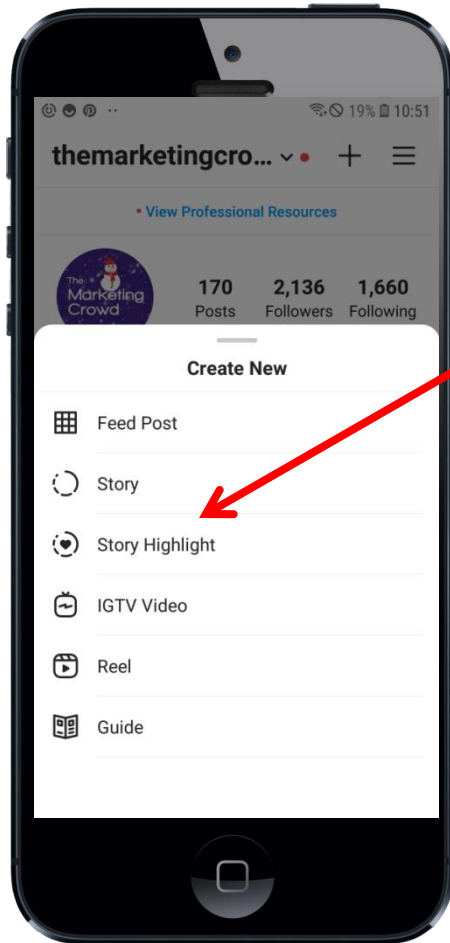 19% 10:51
themarketingcro...
• View Professional Resources
The
Marketing
Crowd
170 2,136 1,660
Posts Followers Following
Create New
Feed Post
Story
Story Highlight
IGTV Video
Reel
Guide